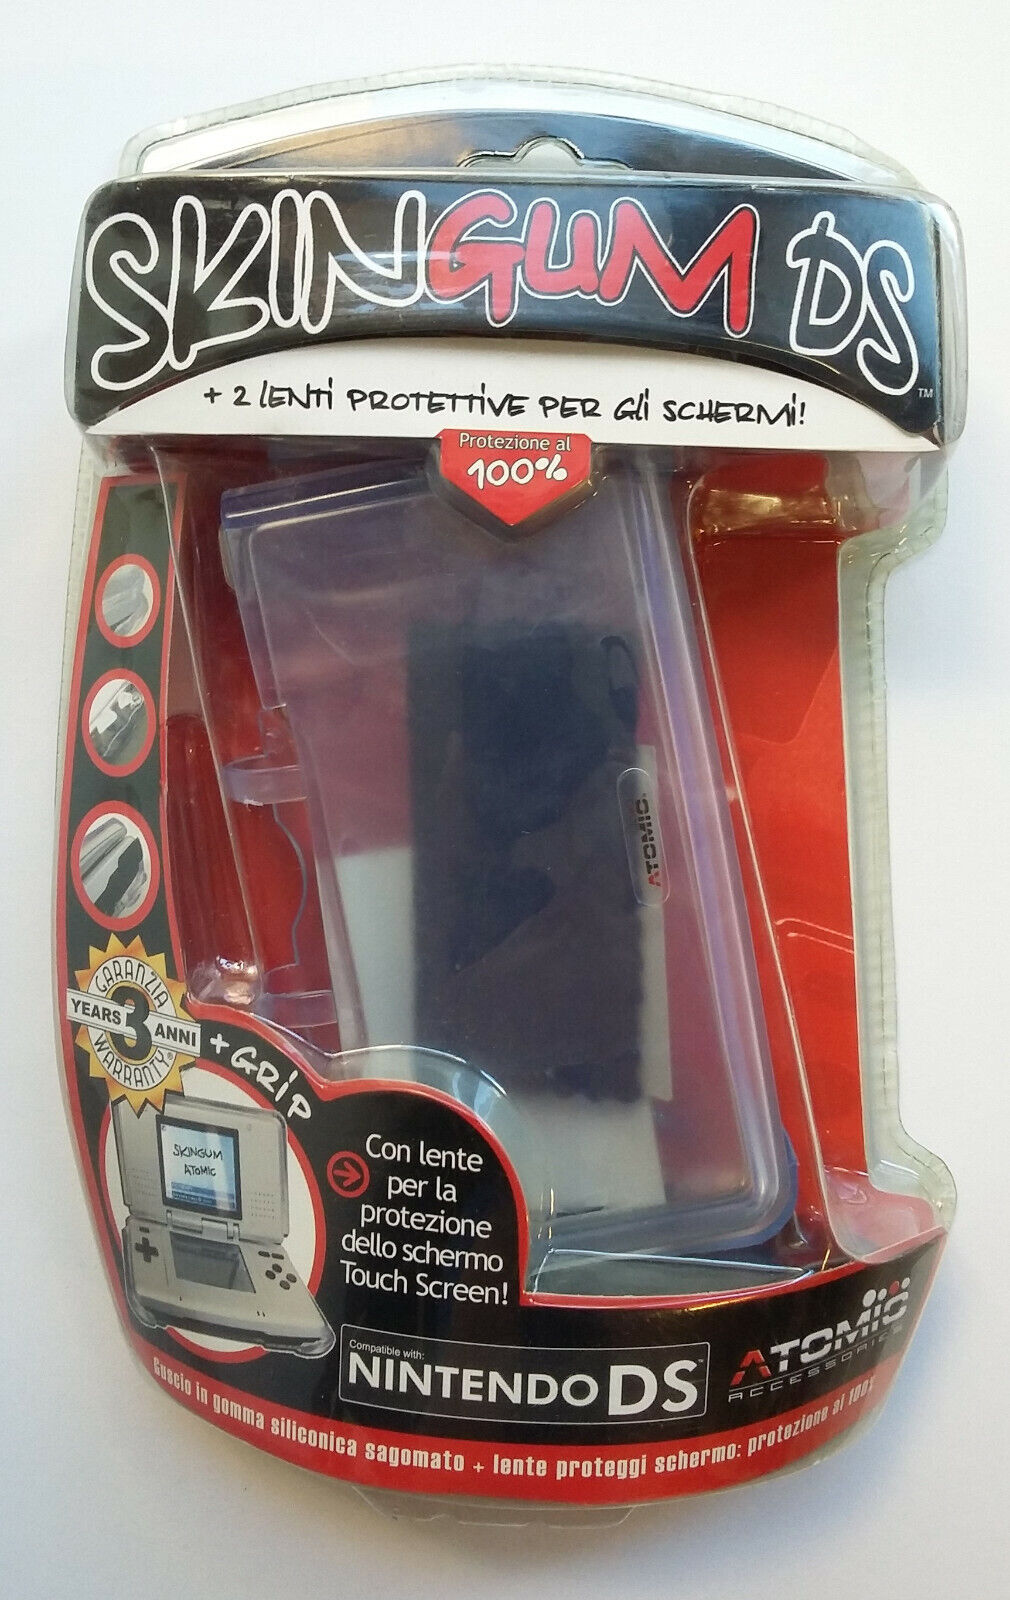 SKINGUM DS
TM
+ 2 LENTI PROTETTIVE PER GLI SCHERMI!
Protezione al
100%
ATOMIC
GARANZIA
YEARS 3 ANNI
WARRANTY®
+ GRIP
SKINGUM
ATOMIC
Con lente
per la
protezione
dello schermo
Touch Screen!
Compatible with:
NINTENDO DS™
ATOMIC
ACCESSORIES
Guscio in gomma siliconica sagomato + lente proteggi schermo: protezione al 100%